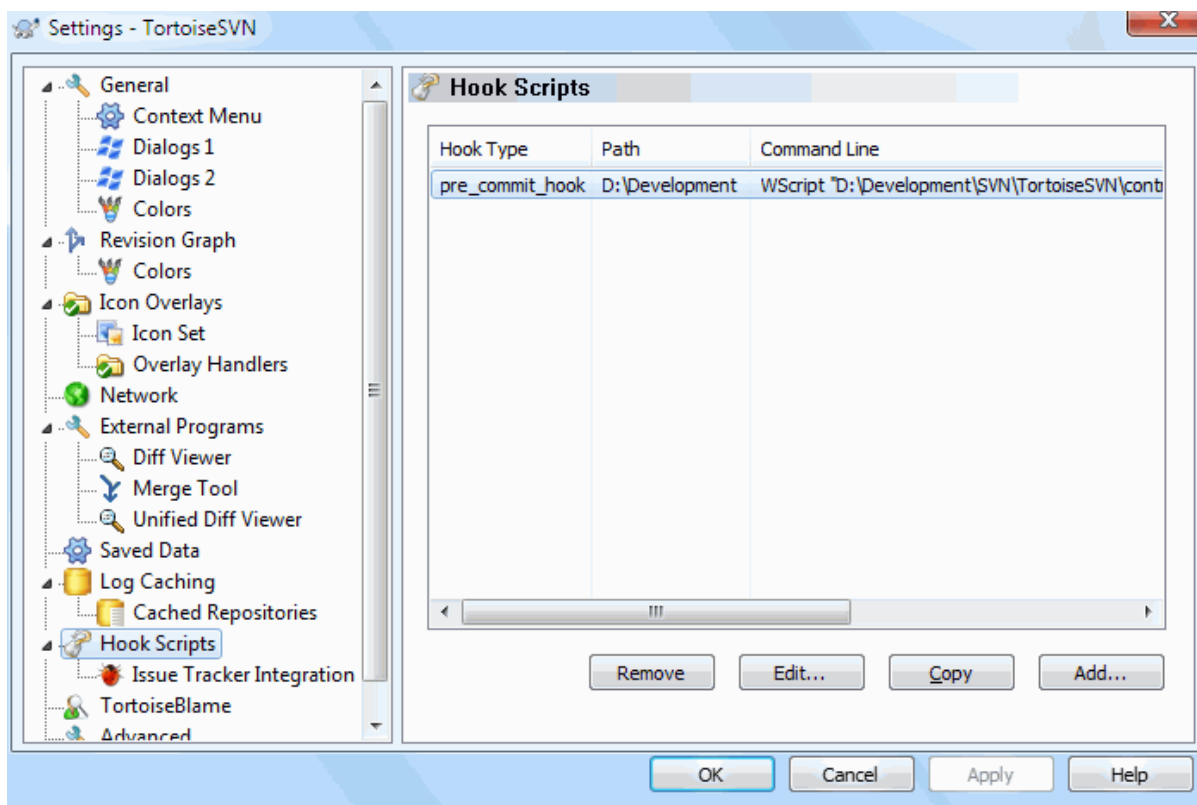 Settings - TortoiseSVN
General
Context Menu
Dialogs 1
Dialogs 2
Colors
Revision Graph
Colors
Icon Overlays
Icon Set
Overlay Handlers
Network
External Programs
Diff Viewer
Merge Tool
Unified Diff Viewer
Saved Data
Log Caching
Cached Repositories
Hook Scripts
Issue Tracker Integration
TortoiseBlame
Advanced
Hook Scripts
Hook Type Path Command Line
pre_commit_hook D:\Development WScript "D:\Development\SVN\TortoiseSVN\contr
Remove Edit... Copy Add...
OK Cancel Apply Help